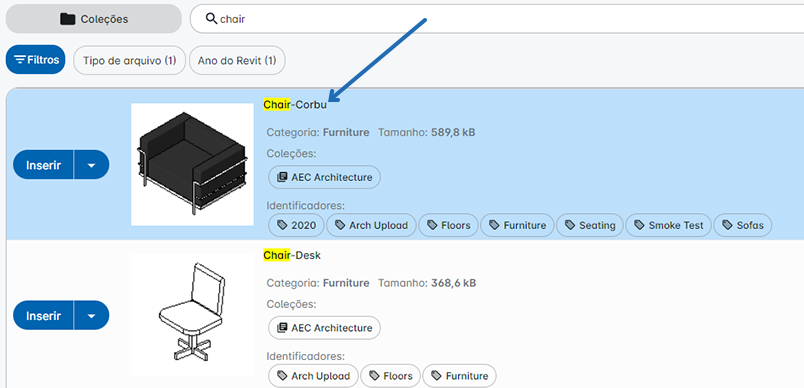 Coleções
chair
Filtros
Tipo de arquivo (1)
Ano do Revit (1)
Inserir
Chair-Corbu
Categoria: Furniture Tamanho: 589,8 kB
Coleções:
AEC Architecture
Identificadores:
2020 Arch Upload Floors Furniture Seating Smoke Test Sofas
Inserir
Chair-Desk
Categoria: Furniture Tamanho: 368,6 kB
Coleções:
AEC Architecture
Identificadores:
Arch Upload Floors Furniture